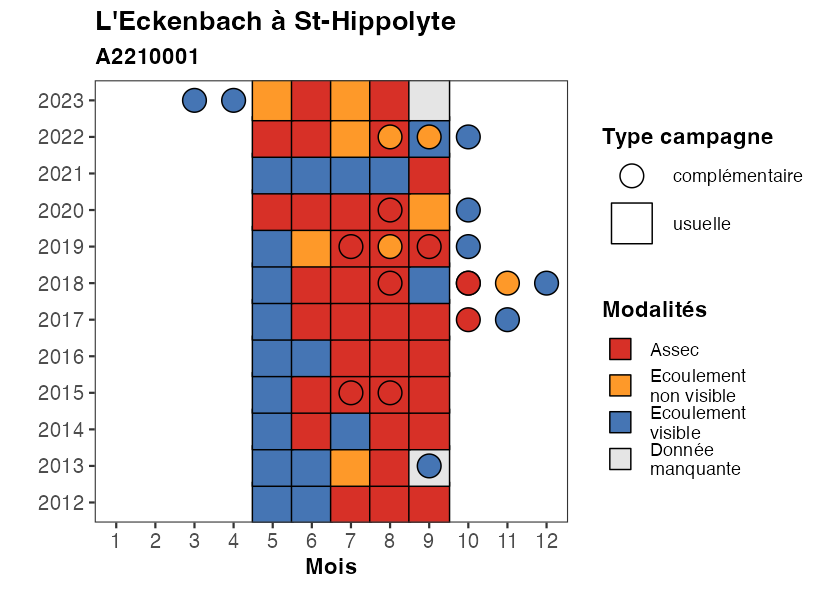 L'Eckenbach à St-Hippolyte
A2210001
2023
2022
2021
2020
2019
2018
2017
2016
2015
2014
2013
2012
1 2 3 4 5 6 7 8 9 10 11 12
Mois
Type campagne
complémentaire
usuelle
Modalités
Assec
Ecoulement
non visible
Ecoulement
visible
Donnée
manquante